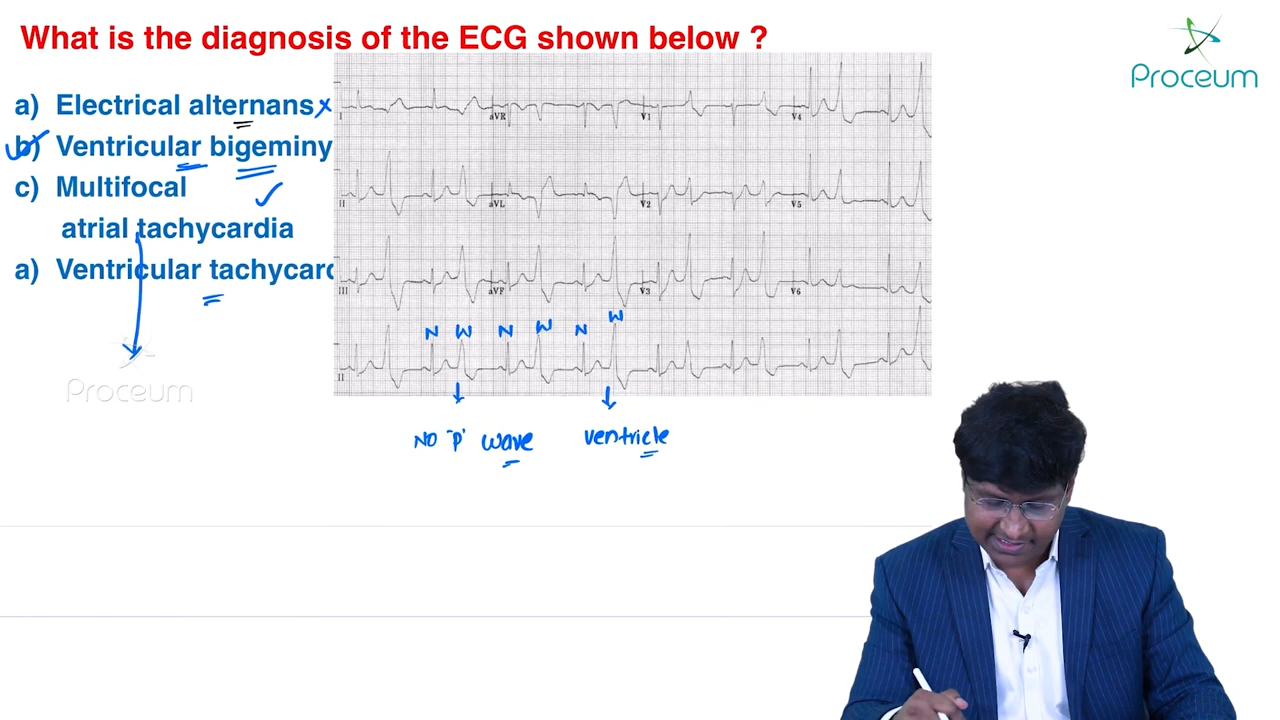 What is the diagnosis of the ECG shown below ?
Proceum
a) Electrical alternans x
b) Ventricular bigeminy
c) Multifocal
atrial tachycardia
a) Ventricular tachycard
I aVR V1 V4
II aVL V2 V5
III aVF V3 V6
N W N W N W
II
Proceum
NO 'P' wave ventricle